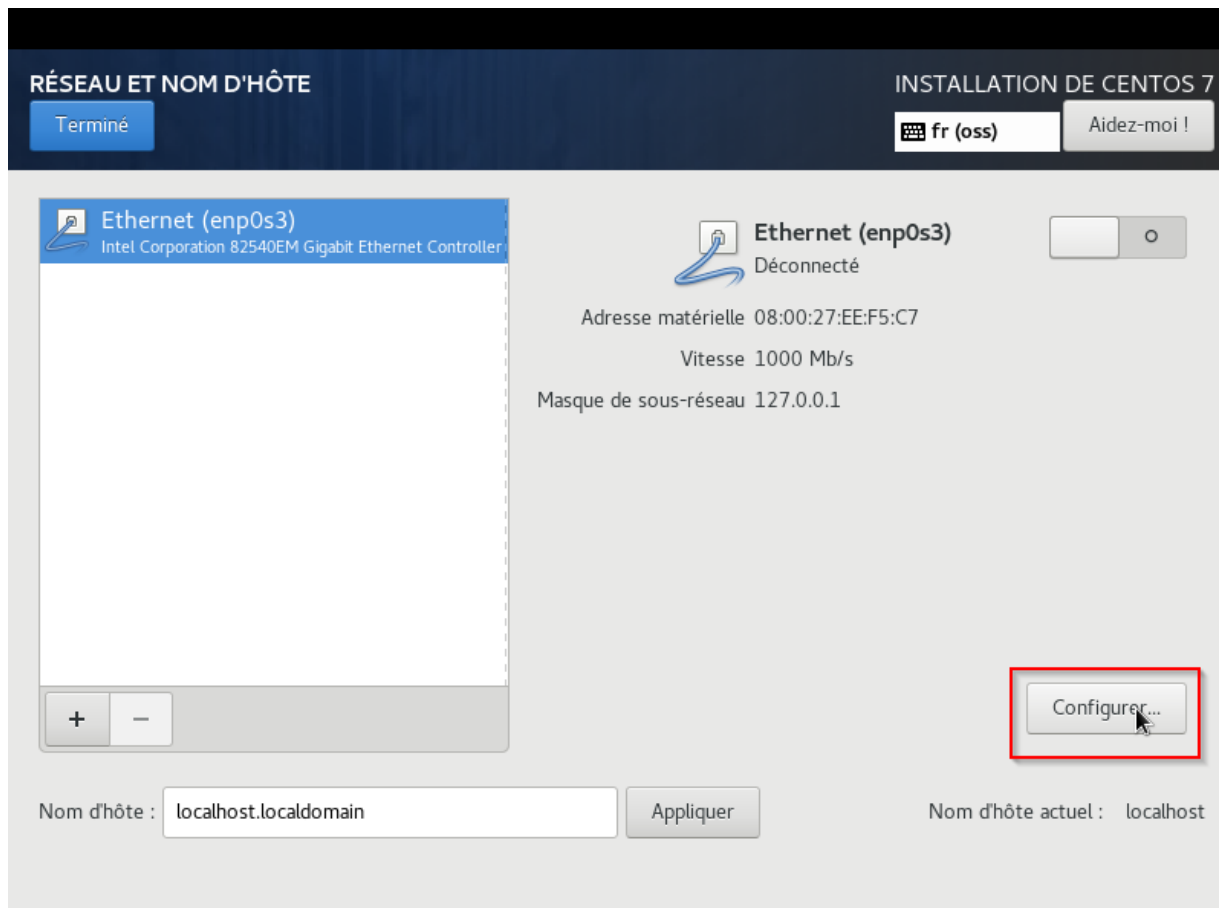 RÉSEAU ET NOM D'HÔTE
INSTALLATION DE CENTOS 7
Terminé
fr (oss)
Aidez-moi !
Ethernet (enp0s3)
Intel Corporation 82540EM Gigabit Ethernet Controller
Ethernet (enp0s3)
Déconnecté
Adresse matérielle 08:00:27:EE:F5:C7
Vitesse 1000 Mb/s
Masque de sous-réseau 127.0.0.1
+ −
Configurer...
Nom d'hôte : localhost.localdomain Appliquer
Nom d'hôte actuel : localhost